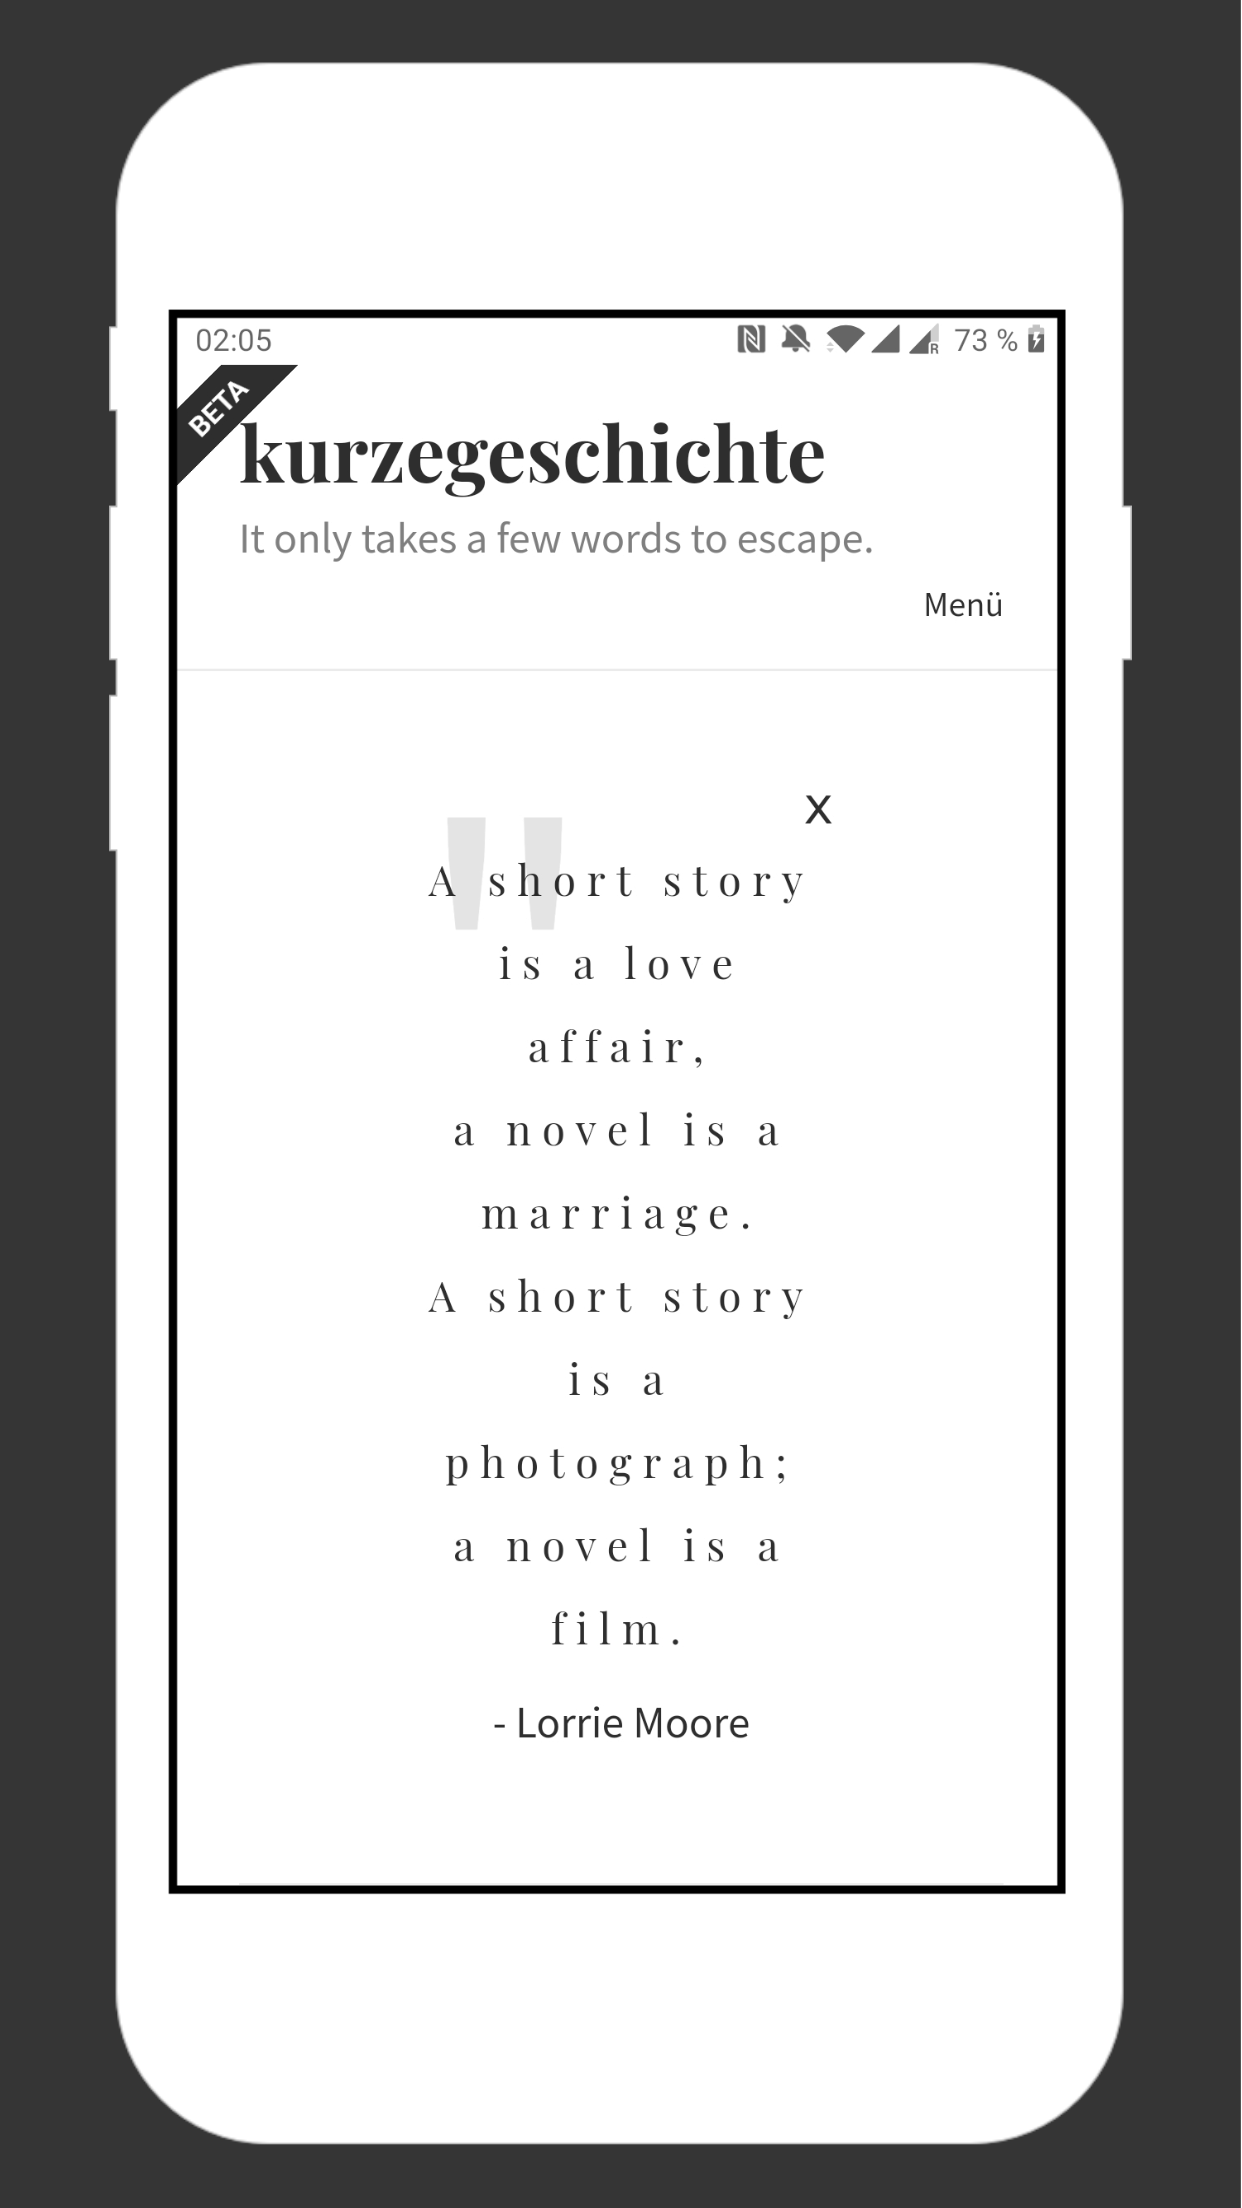 02:05 73 %
BETA
kurzegeschichte
It only takes a few words to escape.
Menü
x
"
A short story
is a love
affair,
a novel is a
marriage.
A short story
is a
photograph;
a novel is a
film.
- Lorrie Moore